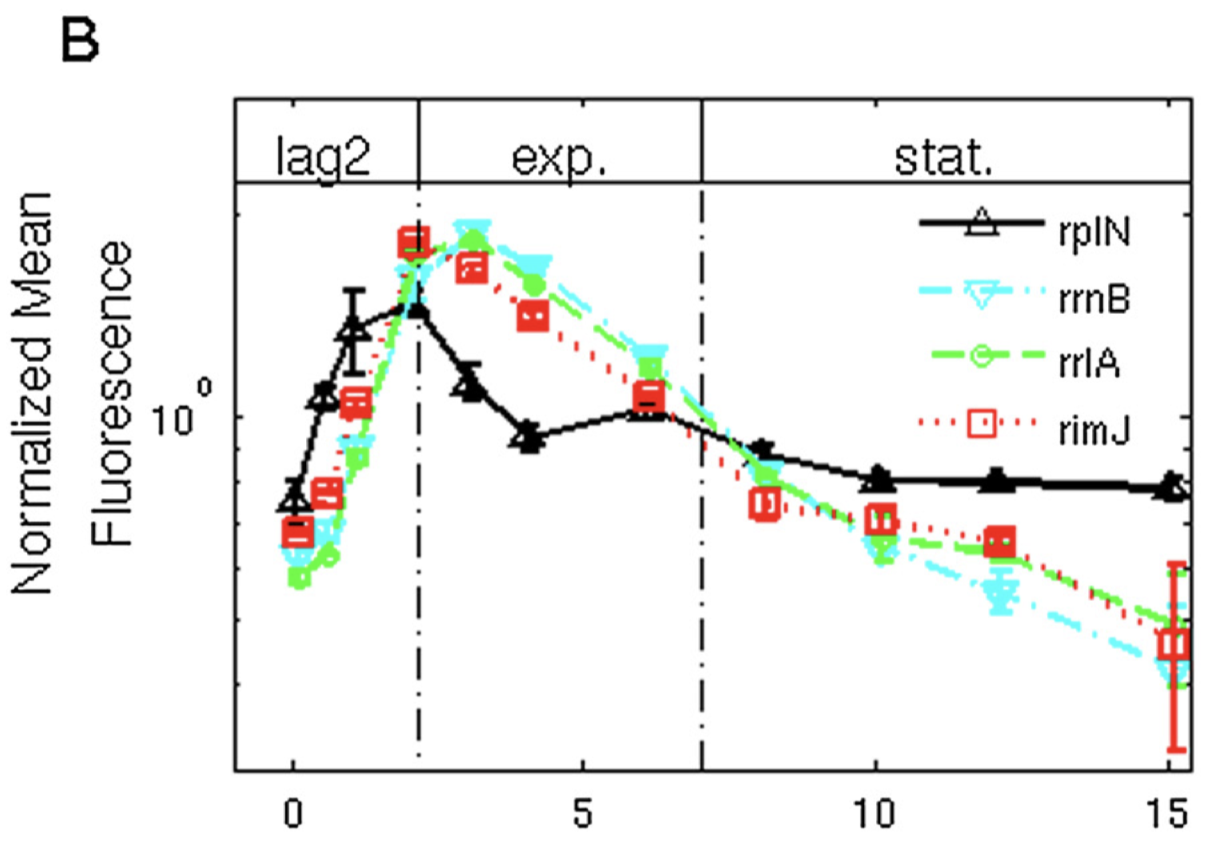 B
lag2 exp. stat.
Normalized Mean
Fluorescence
10⁰
rplN
rrnB
rrlA
rimJ
0 5 10 15